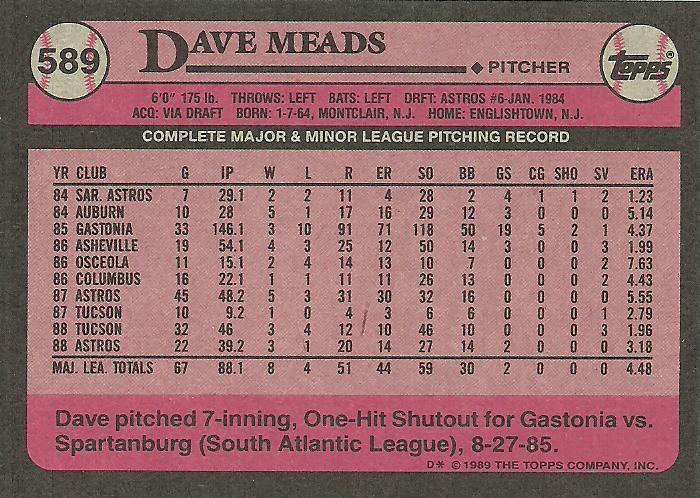 589
DAVE MEADS
PITCHER
TOPPS®
6'0" 175 lb. THROWS: LEFT BATS: LEFT DRFT: ASTROS #6-JAN. 1984
ACQ: VIA DRAFT BORN: 1-7-64, MONTCLAIR, N.J. HOME: ENGLISHTOWN, N.J.
COMPLETE MAJOR & MINOR LEAGUE PITCHING RECORD
YR CLUB G IP W L R ER SO BB GS CG SHO SV ERA
84 SAR. ASTROS 7 29.1 2 2 11 4 28 2 4 1 1 2 1.23
84 AUBURN 10 28 5 1 17 16 29 12 3 0 0 0 5.14
85 GASTONIA 33 146.1 3 10 91 71 118 50 19 5 2 1 4.37
86 ASHEVILLE 19 54.1 4 3 25 12 50 14 3 0 0 3 1.99
86 OSCEOLA 11 15.1 2 4 14 13 10 7 0 0 0 2 7.63
86 COLUMBUS 16 22.1 1 1 11 11 26 13 0 0 0 2 4.43
87 ASTROS 45 48.2 5 3 31 30 32 16 0 0 0 0 5.55
87 TUCSON 10 9.2 1 0 4 3 6 6 0 0 0 1 2.79
88 TUCSON 32 46 3 4 12 10 46 10 0 0 0 3 1.96
88 ASTROS 22 39.2 3 1 20 14 27 14 2 0 0 0 3.18
MAJ. LEA. TOTALS 67 88.1 8 4 51 44 59 30 2 0 0 0 4.48
Dave pitched 7-inning, One-Hit Shutout for Gastonia vs.
Spartanburg (South Atlantic League), 8-27-85.
D* © 1989 THE TOPPS COMPANY, INC.